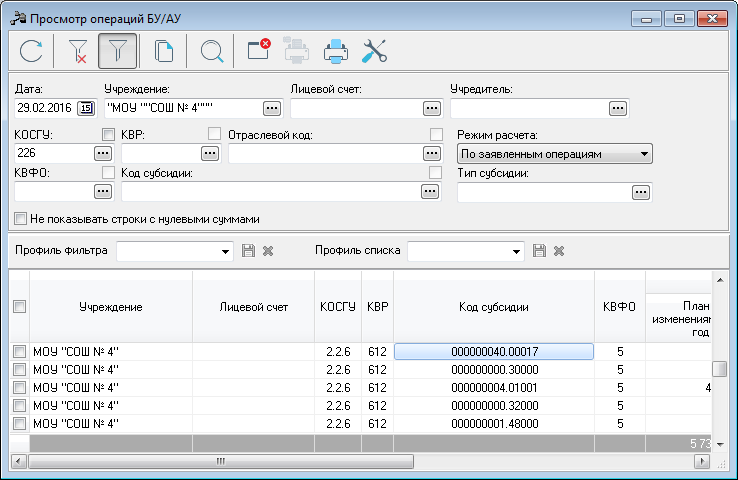 Просмотр операций БУ/АУ
Дата: Учреждение: Лицевой счет: Учредитель:
29.02.2016 15 "МОУ ""СОШ № 4"""
КОСГУ: КВР: Отраслевой код: Режим расчета:
226 По заявленным операциям
КВФО: Код субсидии: Тип субсидии:
Не показывать строки с нулевыми суммами
Профиль фильтра Профиль списка
Учреждение Лицевой счет КОСГУ КВР Код субсидии КВФО План
изменениям
год
МОУ "СОШ № 4" 2.2.6 612 000000040.00017 5
МОУ "СОШ № 4" 2.2.6 612 000000000.30000 5
МОУ "СОШ № 4" 2.2.6 612 000000004.01001 5 4
МОУ "СОШ № 4" 2.2.6 612 000000000.32000 5
МОУ "СОШ № 4" 2.2.6 612 000000001.48000 5
5 73